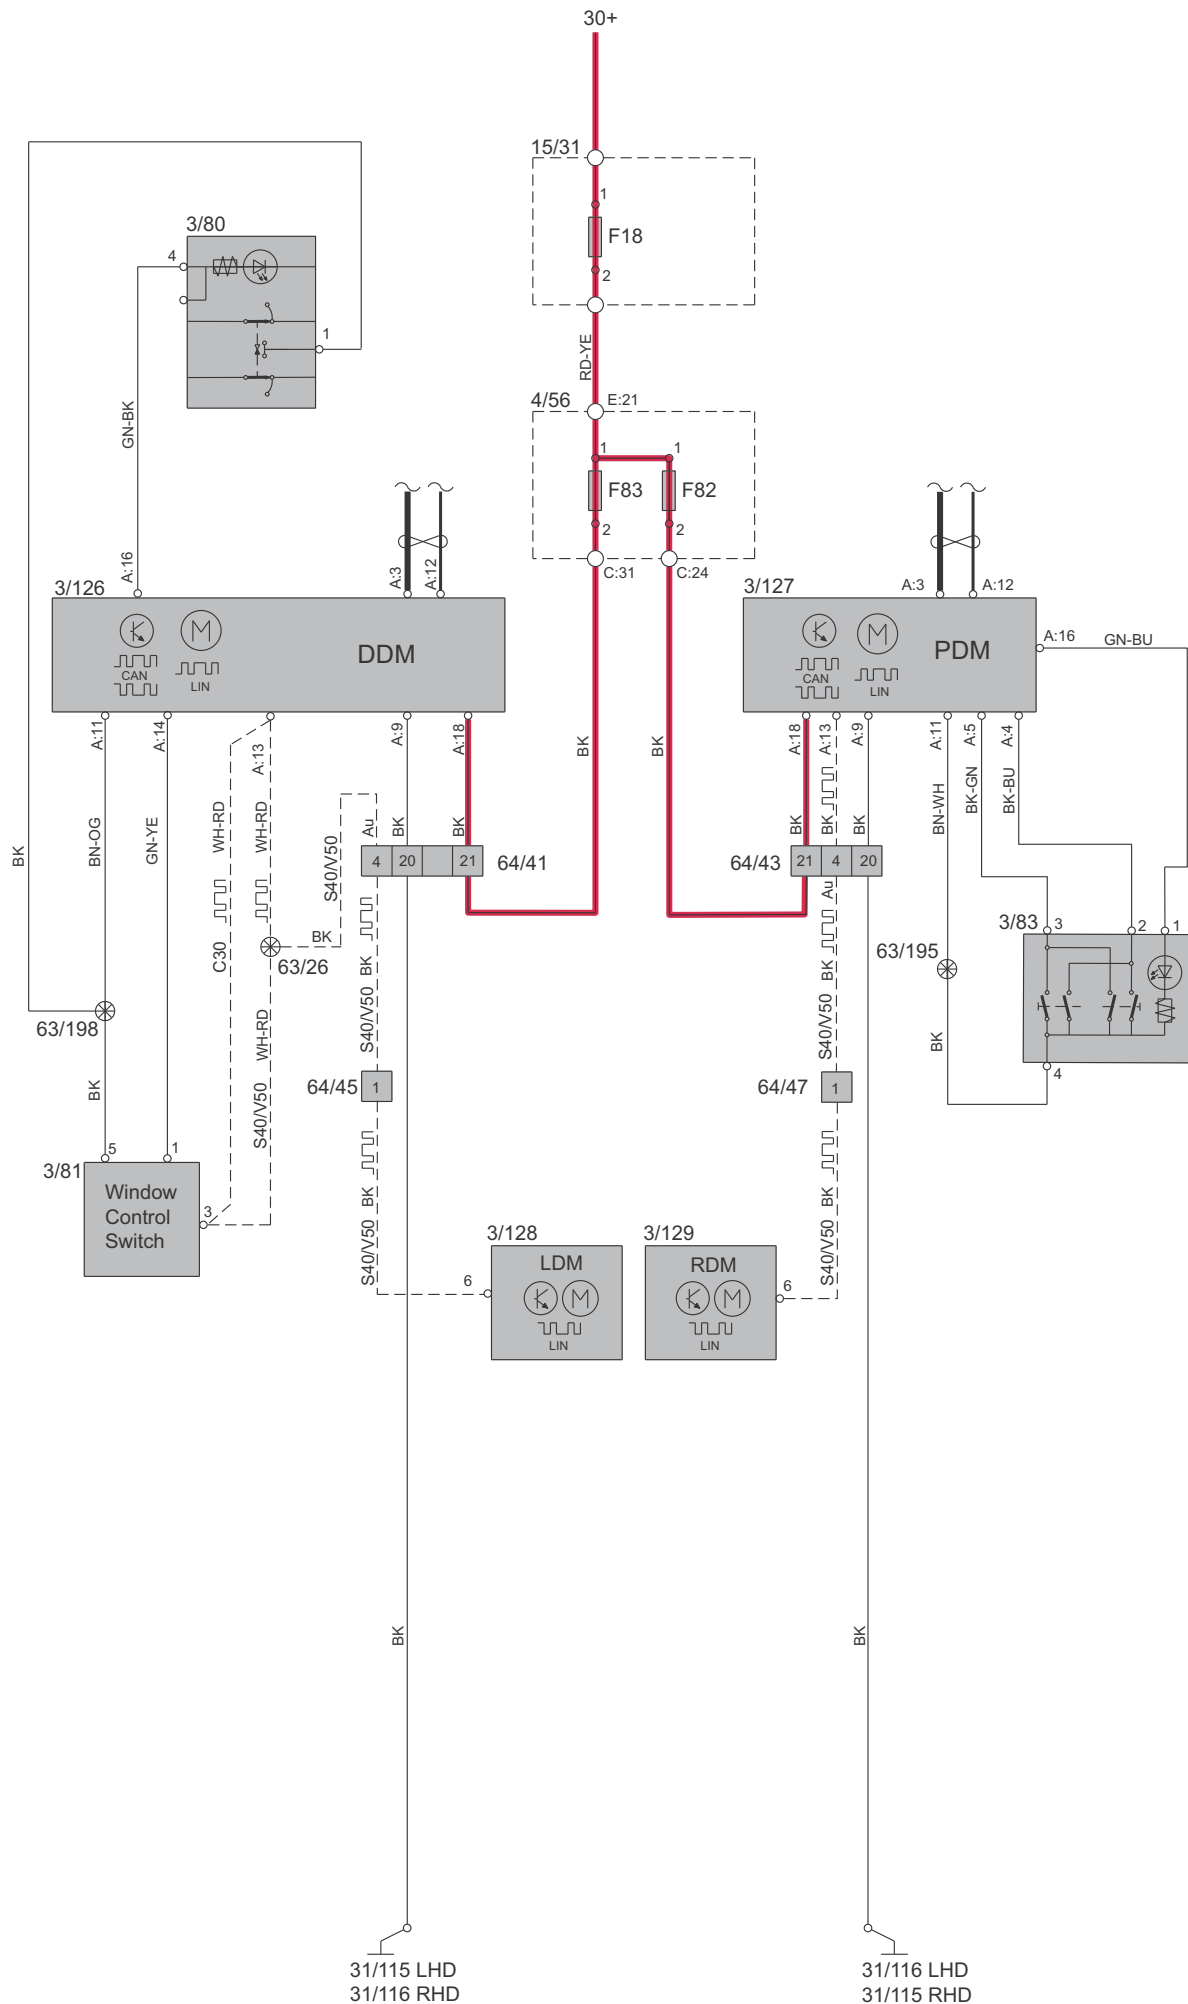 30+
15/31
1
F18
2
3/80
4
1
RD-YE
GN-BK
4/56
E:21
1
1
F83
F82
2
2
C:31
C:24
A:16
A:3
A:12
3/126
CAN
LIN
DDM
3/127
A:3
A:12
CAN
LIN
PDM
A:16
GN-BU
A:11
A:14
A:13
A:9
A:18
BK
BK
A:18
A:13
A:9
A:11
A:5
A:4
BN-OG
GN-YE
WH-RD
WH-RD
BN-WH
BK-GN
BK-BU
BK
C30
S40/V50
Au
BK
BK
BK
BK
4
20
21
64/41
64/43
21
4
20
Au
BK
63/26
S40/V50
BK
S40/V50
BK
63/195
3/83
3
2
1
4
63/198
WH-RD
S40/V50
BK
BK
64/45
1
64/47
1
3/81
5
1
3
Window
Control
Switch
S40/V50
BK
S40/V50
BK
3/128
6
LDM
LIN
3/129
RDM
LIN
6
BK
BK
31/115 LHD
31/116 RHD
31/116 LHD
31/115 RHD